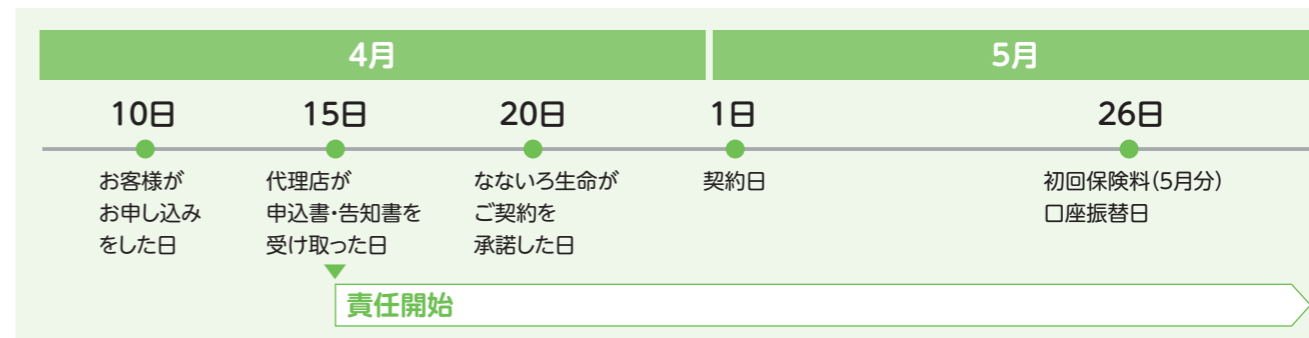 4月
5月
10日
15日
20日
1日
26日
お客様が
お申し込み
をした日
代理店が
申込書・告知書を
受け取った日
なないろ生命が
ご契約を
承諾した日
契約日
初回保険料(5月分)
口座振替日
責任開始